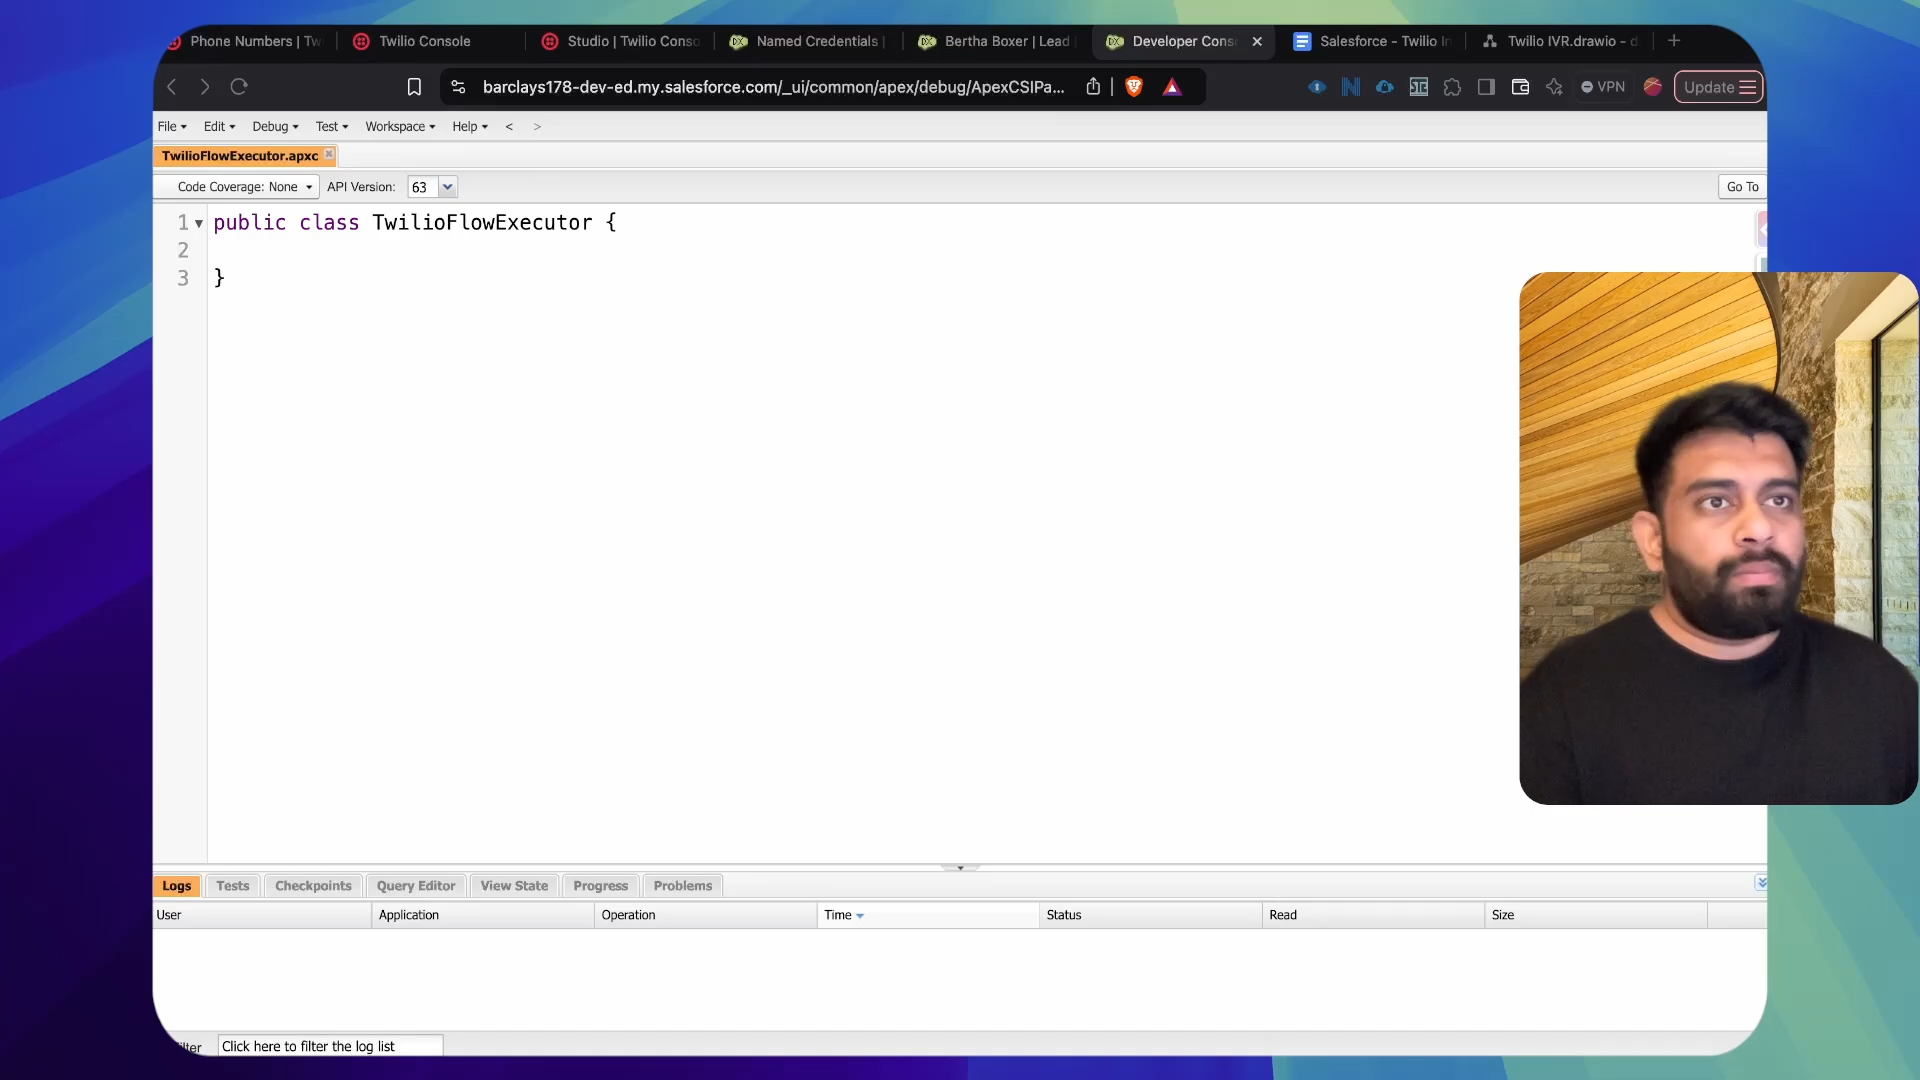 Phone Numbers | Tw
Twilio Console
Studio | Twilio Conso
Named Credentials |
Bertha Boxer | Lead
Developer Cons
Salesforce - Twilio In
Twilio IVR.drawio - d
barclays178-dev-ed.my.salesforce.com/_ui/common/apex/debug/ApexCSIPa...
VPN
Update
File Edit Debug Test Workspace Help < >
TwilioFlowExecutor.apxc
Code Coverage: None API Version: 63 Go To
1 public class TwilioFlowExecutor {
2
3 }
Logs Tests Checkpoints Query Editor View State Progress Problems
User Application Operation Time Status Read Size
Click here to filter the log list